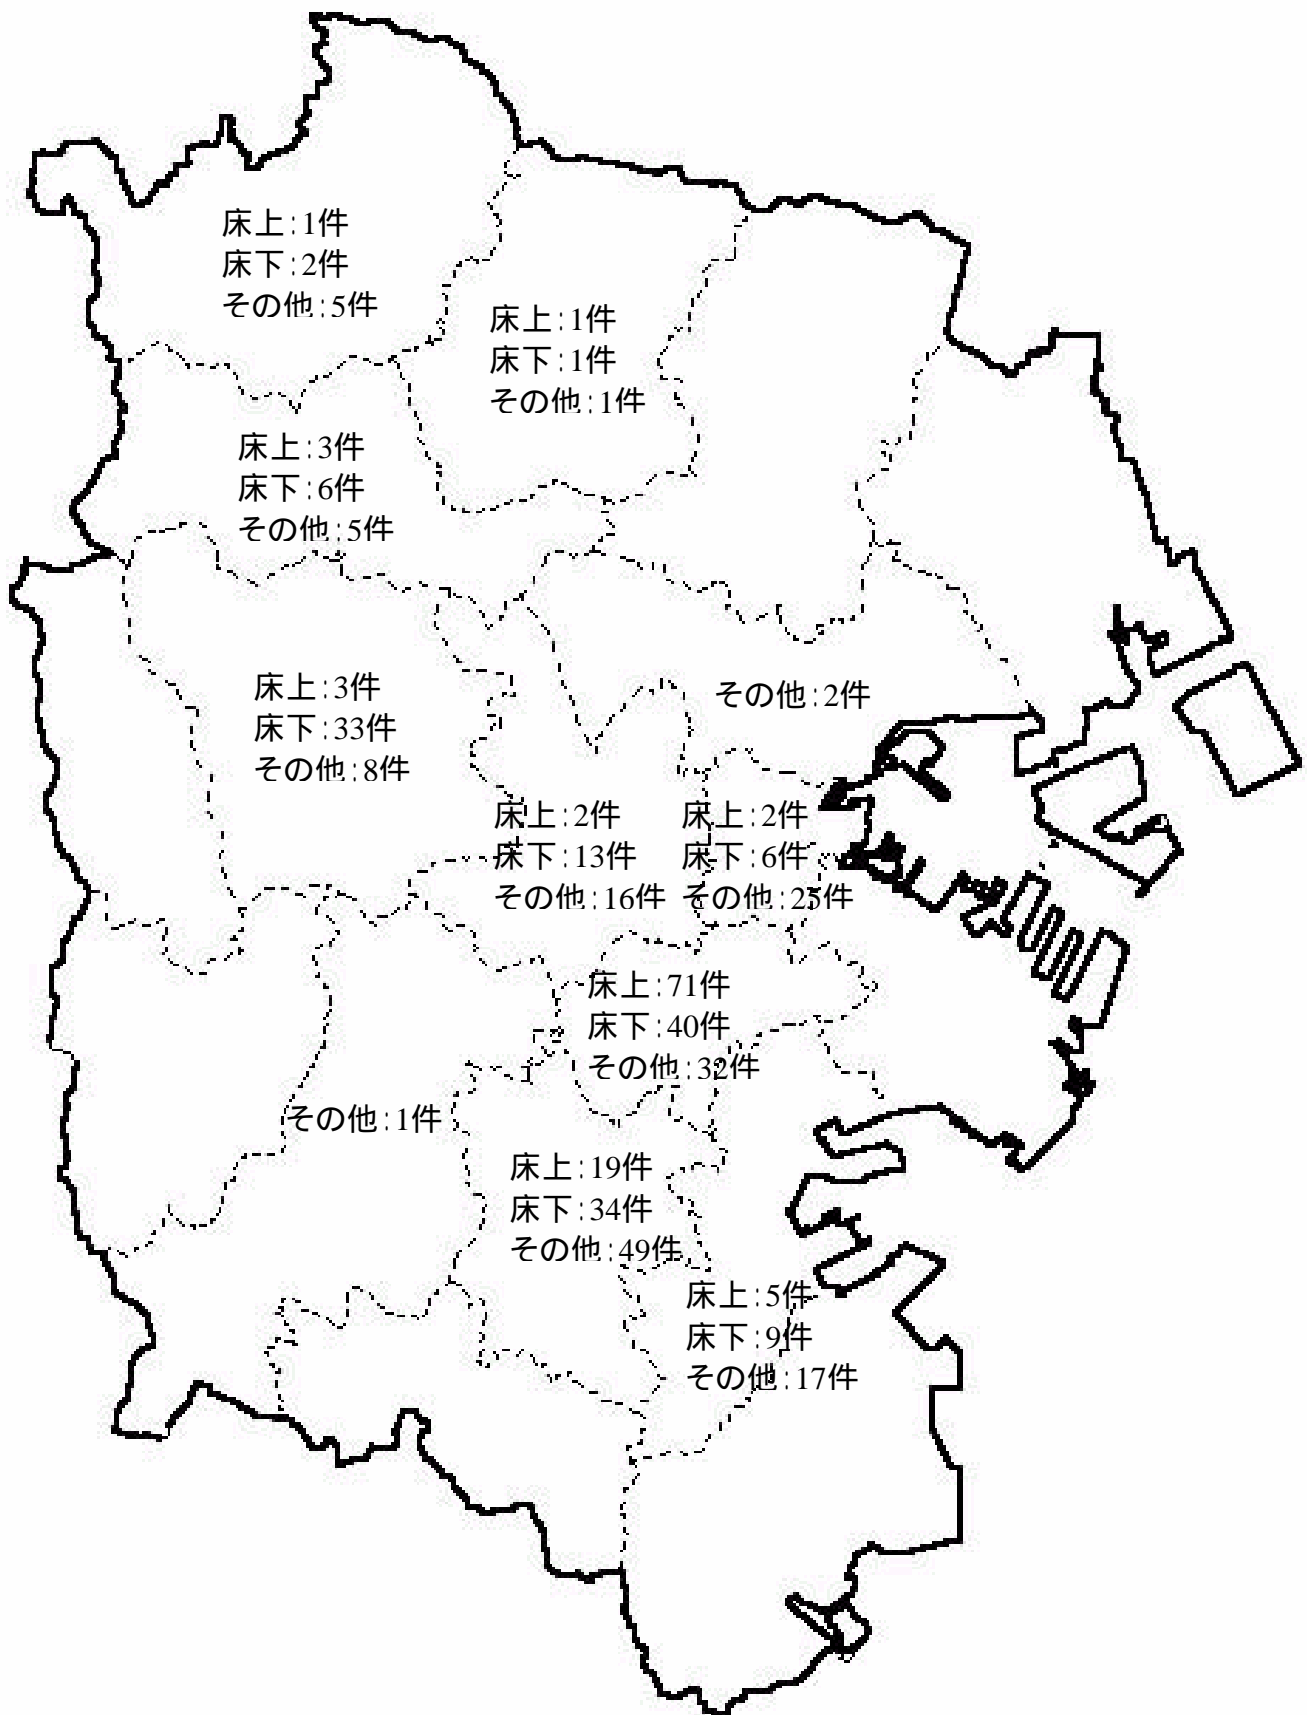 床上:1件
床下:2件
その他:5件
床上:1件
床下:1件
その他:1件
床上:3件
床下:6件
その他:5件
床上:3件
床下:33件
その他:8件
その他:2件
床上:2件
床下:13件
その他:16件
床上:2件
床下:6件
その他:25件
床上:71件
床下:40件
その他:32件
その他:1件
床上:19件
床下:34件
その他:49件
床上:5件
床下:9件
その他:17件